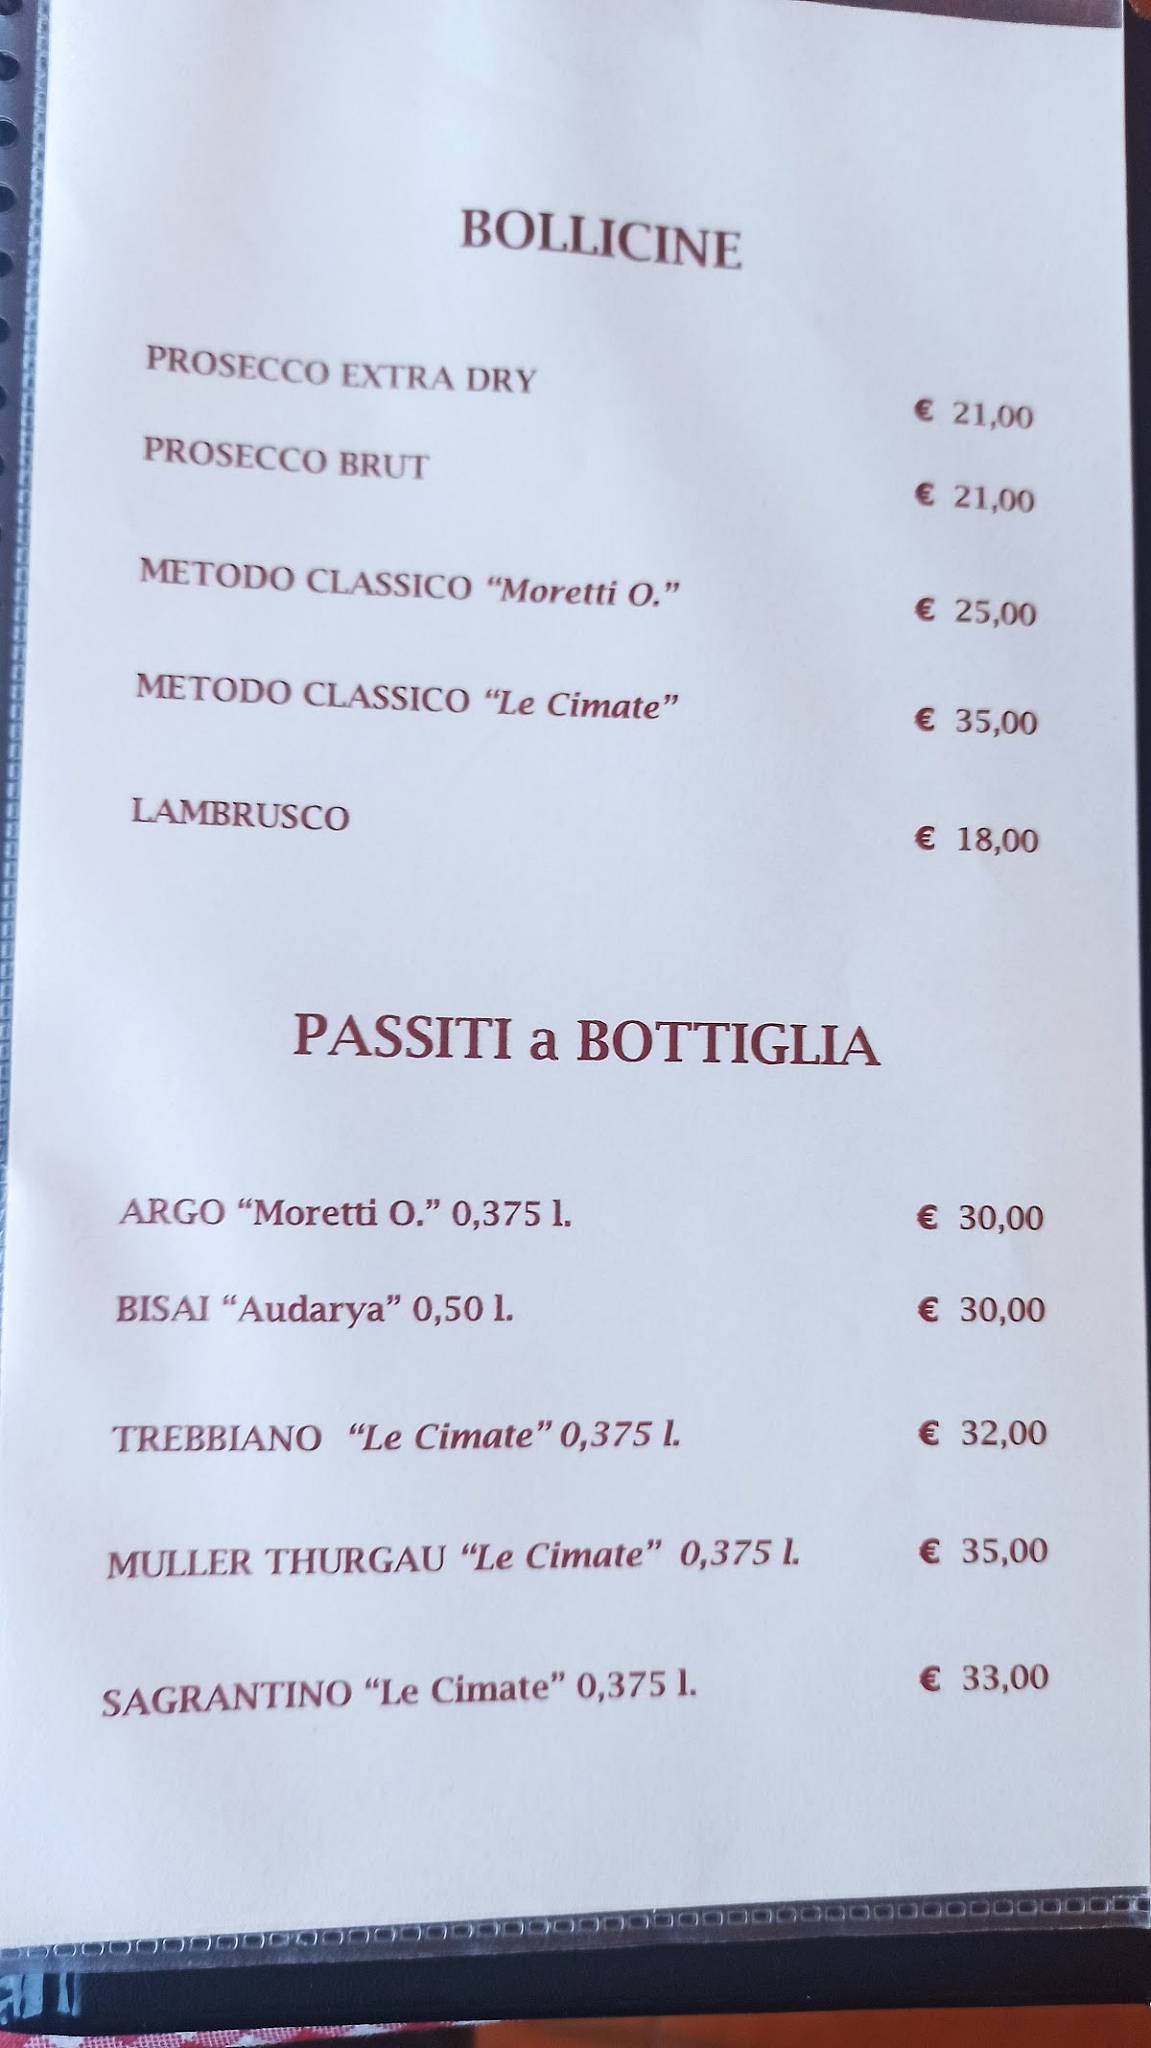 BOLLICINE
PROSECCO EXTRA DRY € 21,00
PROSECCO BRUT € 21,00
METODO CLASSICO “Moretti O.” € 25,00
METODO CLASSICO “Le Cimate” € 35,00
LAMBRUSCO € 18,00
PASSITI a BOTTIGLIA
ARGO “Moretti O.” 0,375 l. € 30,00
BISAI “Audarya” 0,50 l. € 30,00
TREBBIANO “Le Cimate” 0,375 l. € 32,00
MULLER THURGAU “Le Cimate” 0,375 l. € 35,00
SAGRANTINO “Le Cimate” 0,375 l. € 33,00